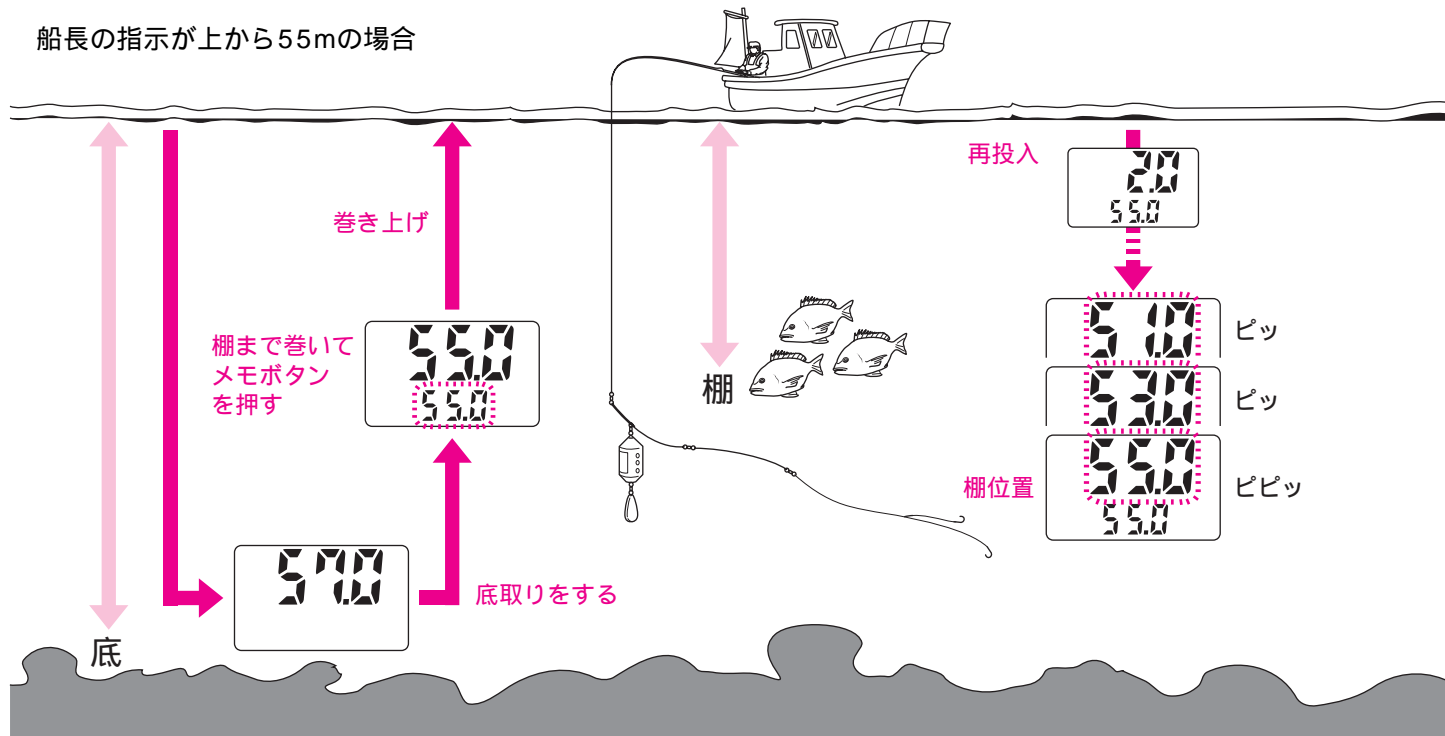 船長の指示が上から55mの場合
巻き上げ
棚まで巻いて
メモボタン
を押す
55.0
55.0
57.0
底取りをする
底
棚
再投入
2.0
55.0
51.0
ピッ
53.0
ピッ
棚位置
55.0
ピピッ
55.0